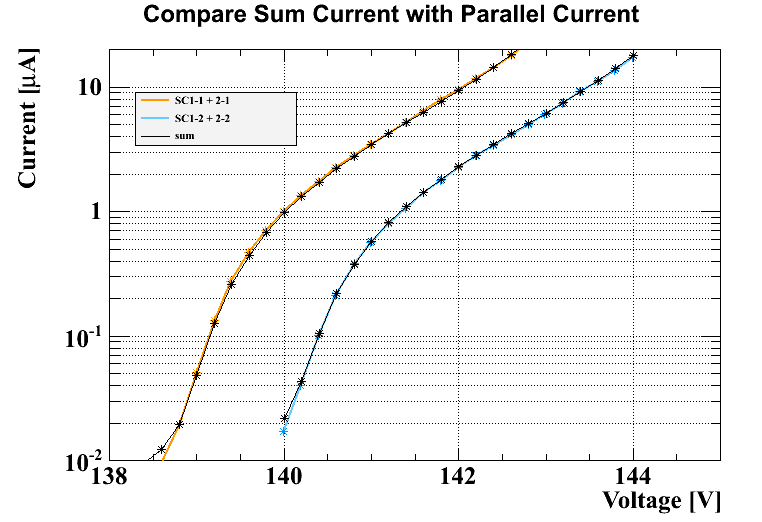 Compare Sum Current with Parallel Current
Current [μA]
10
SC1-1 + 2-1
SC1-2 + 2-2
sum
1
10-1
10-2
138 140 142 144
Voltage [V]